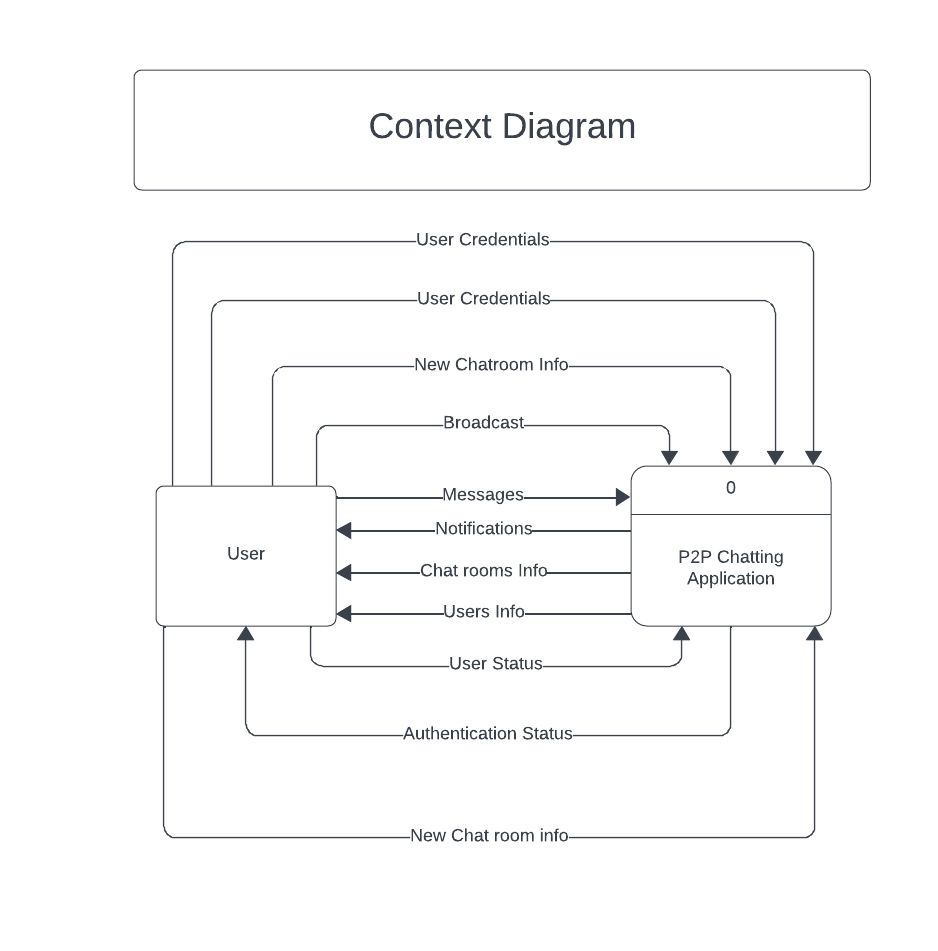 Context Diagram
User Credentials
User Credentials
New Chatroom Info
Broadcast
0
Messages
Notifications
User
P2P Chatting
Application
Chat rooms Info
Users Info
User Status
Authentication Status
New Chat room info